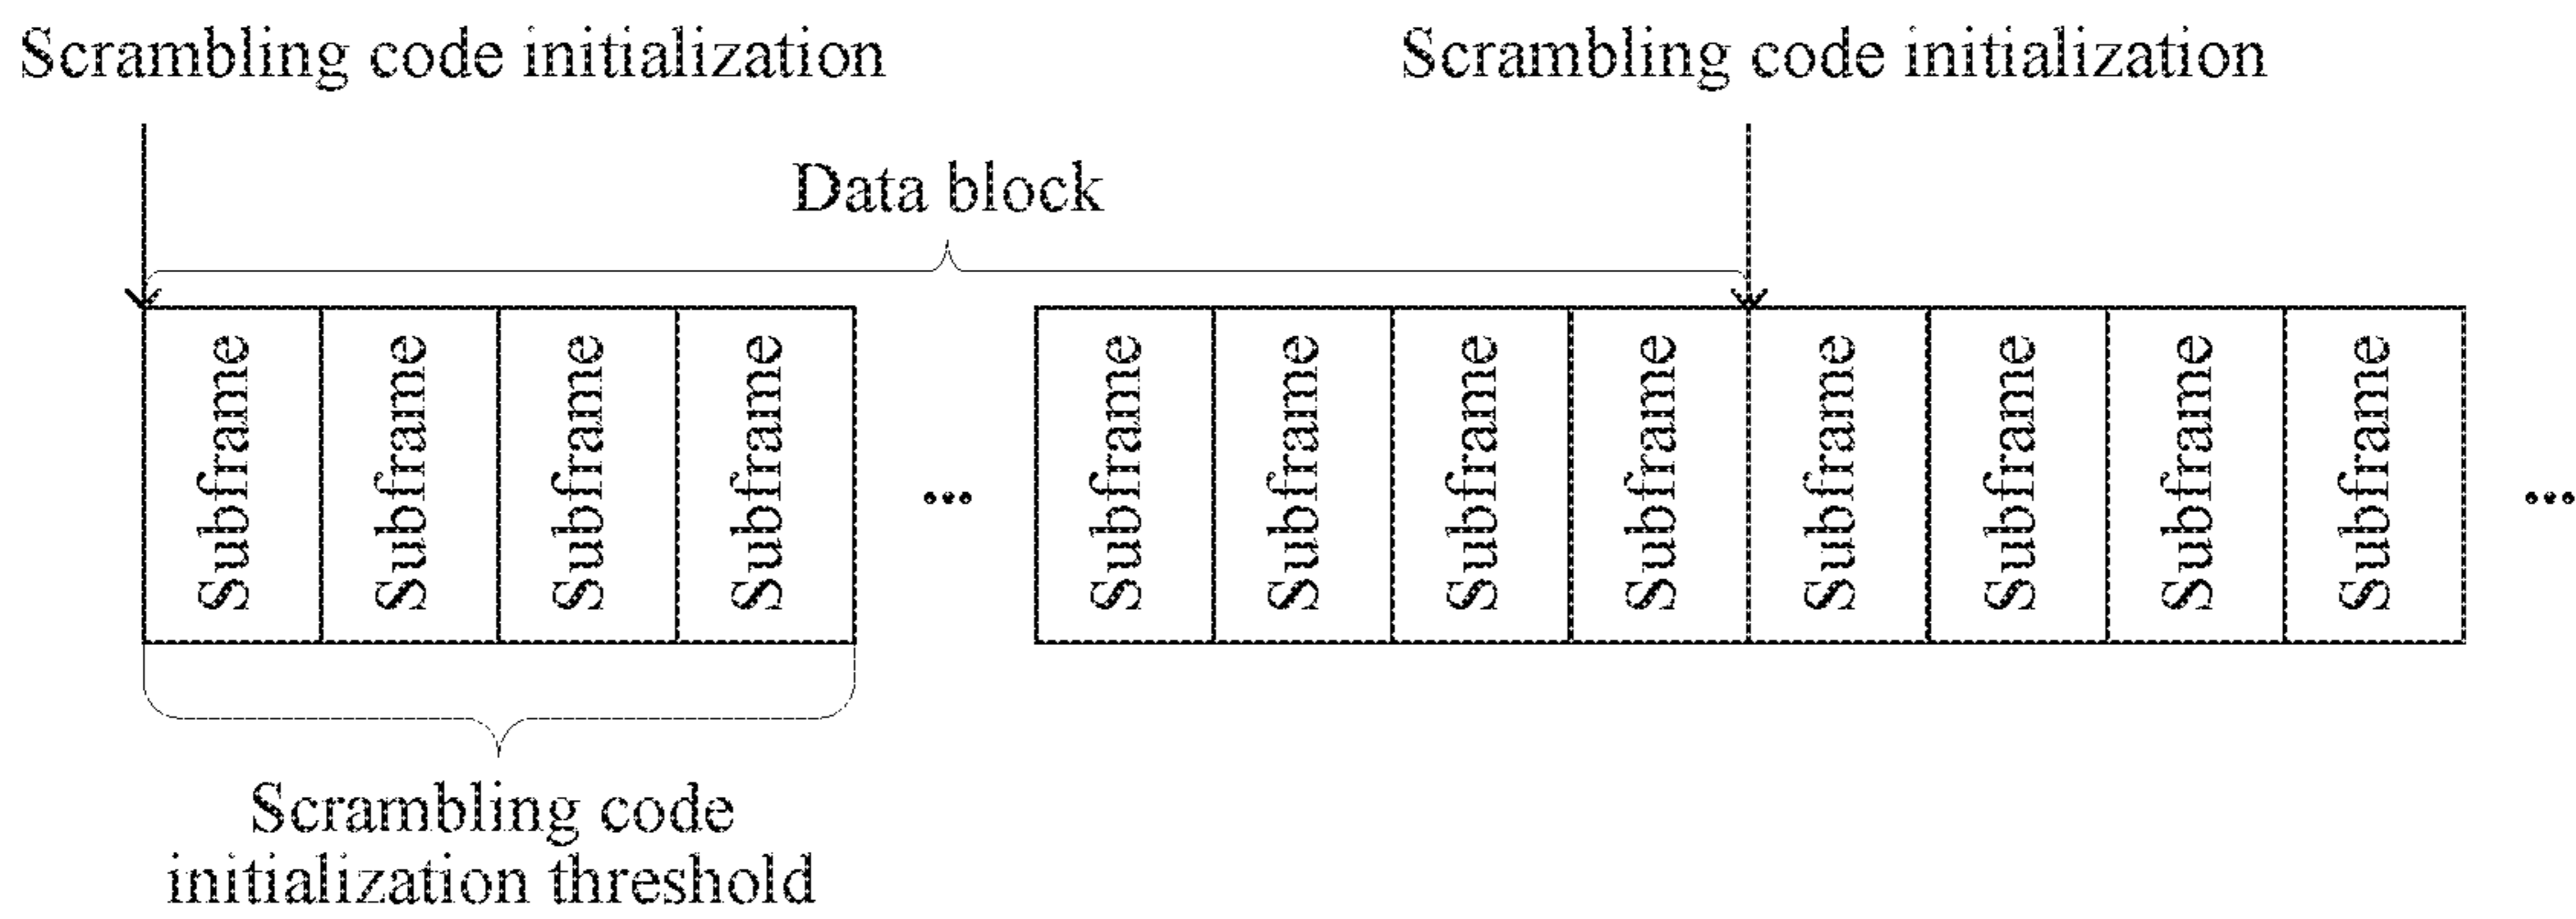 Scrambling code initialization
Scrambling code initialization
Data block
Subframe
Subframe
Subframe
Subframe
...
Subframe
Subframe
Subframe
Subframe
Subframe
Subframe
Subframe
Subframe
...
Scrambling code
initialization threshold